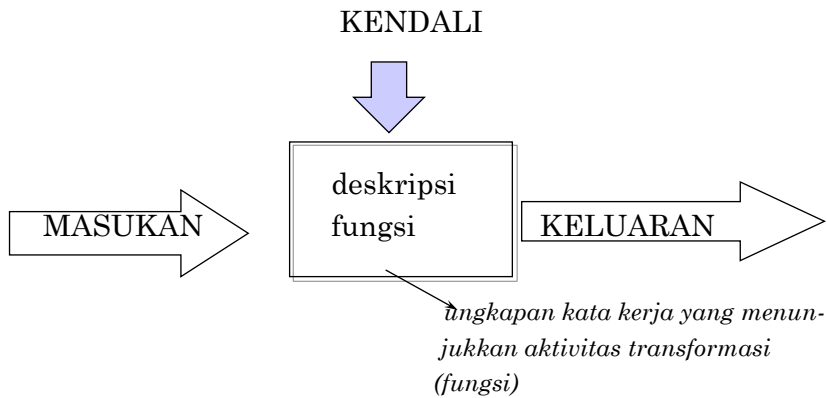 KENDALI
deskripsi
fungsi
MASUKAN
KELUARAN
ungkapan kata kerja yang menun-
jukkan aktivitas transformasi
(fungsi)